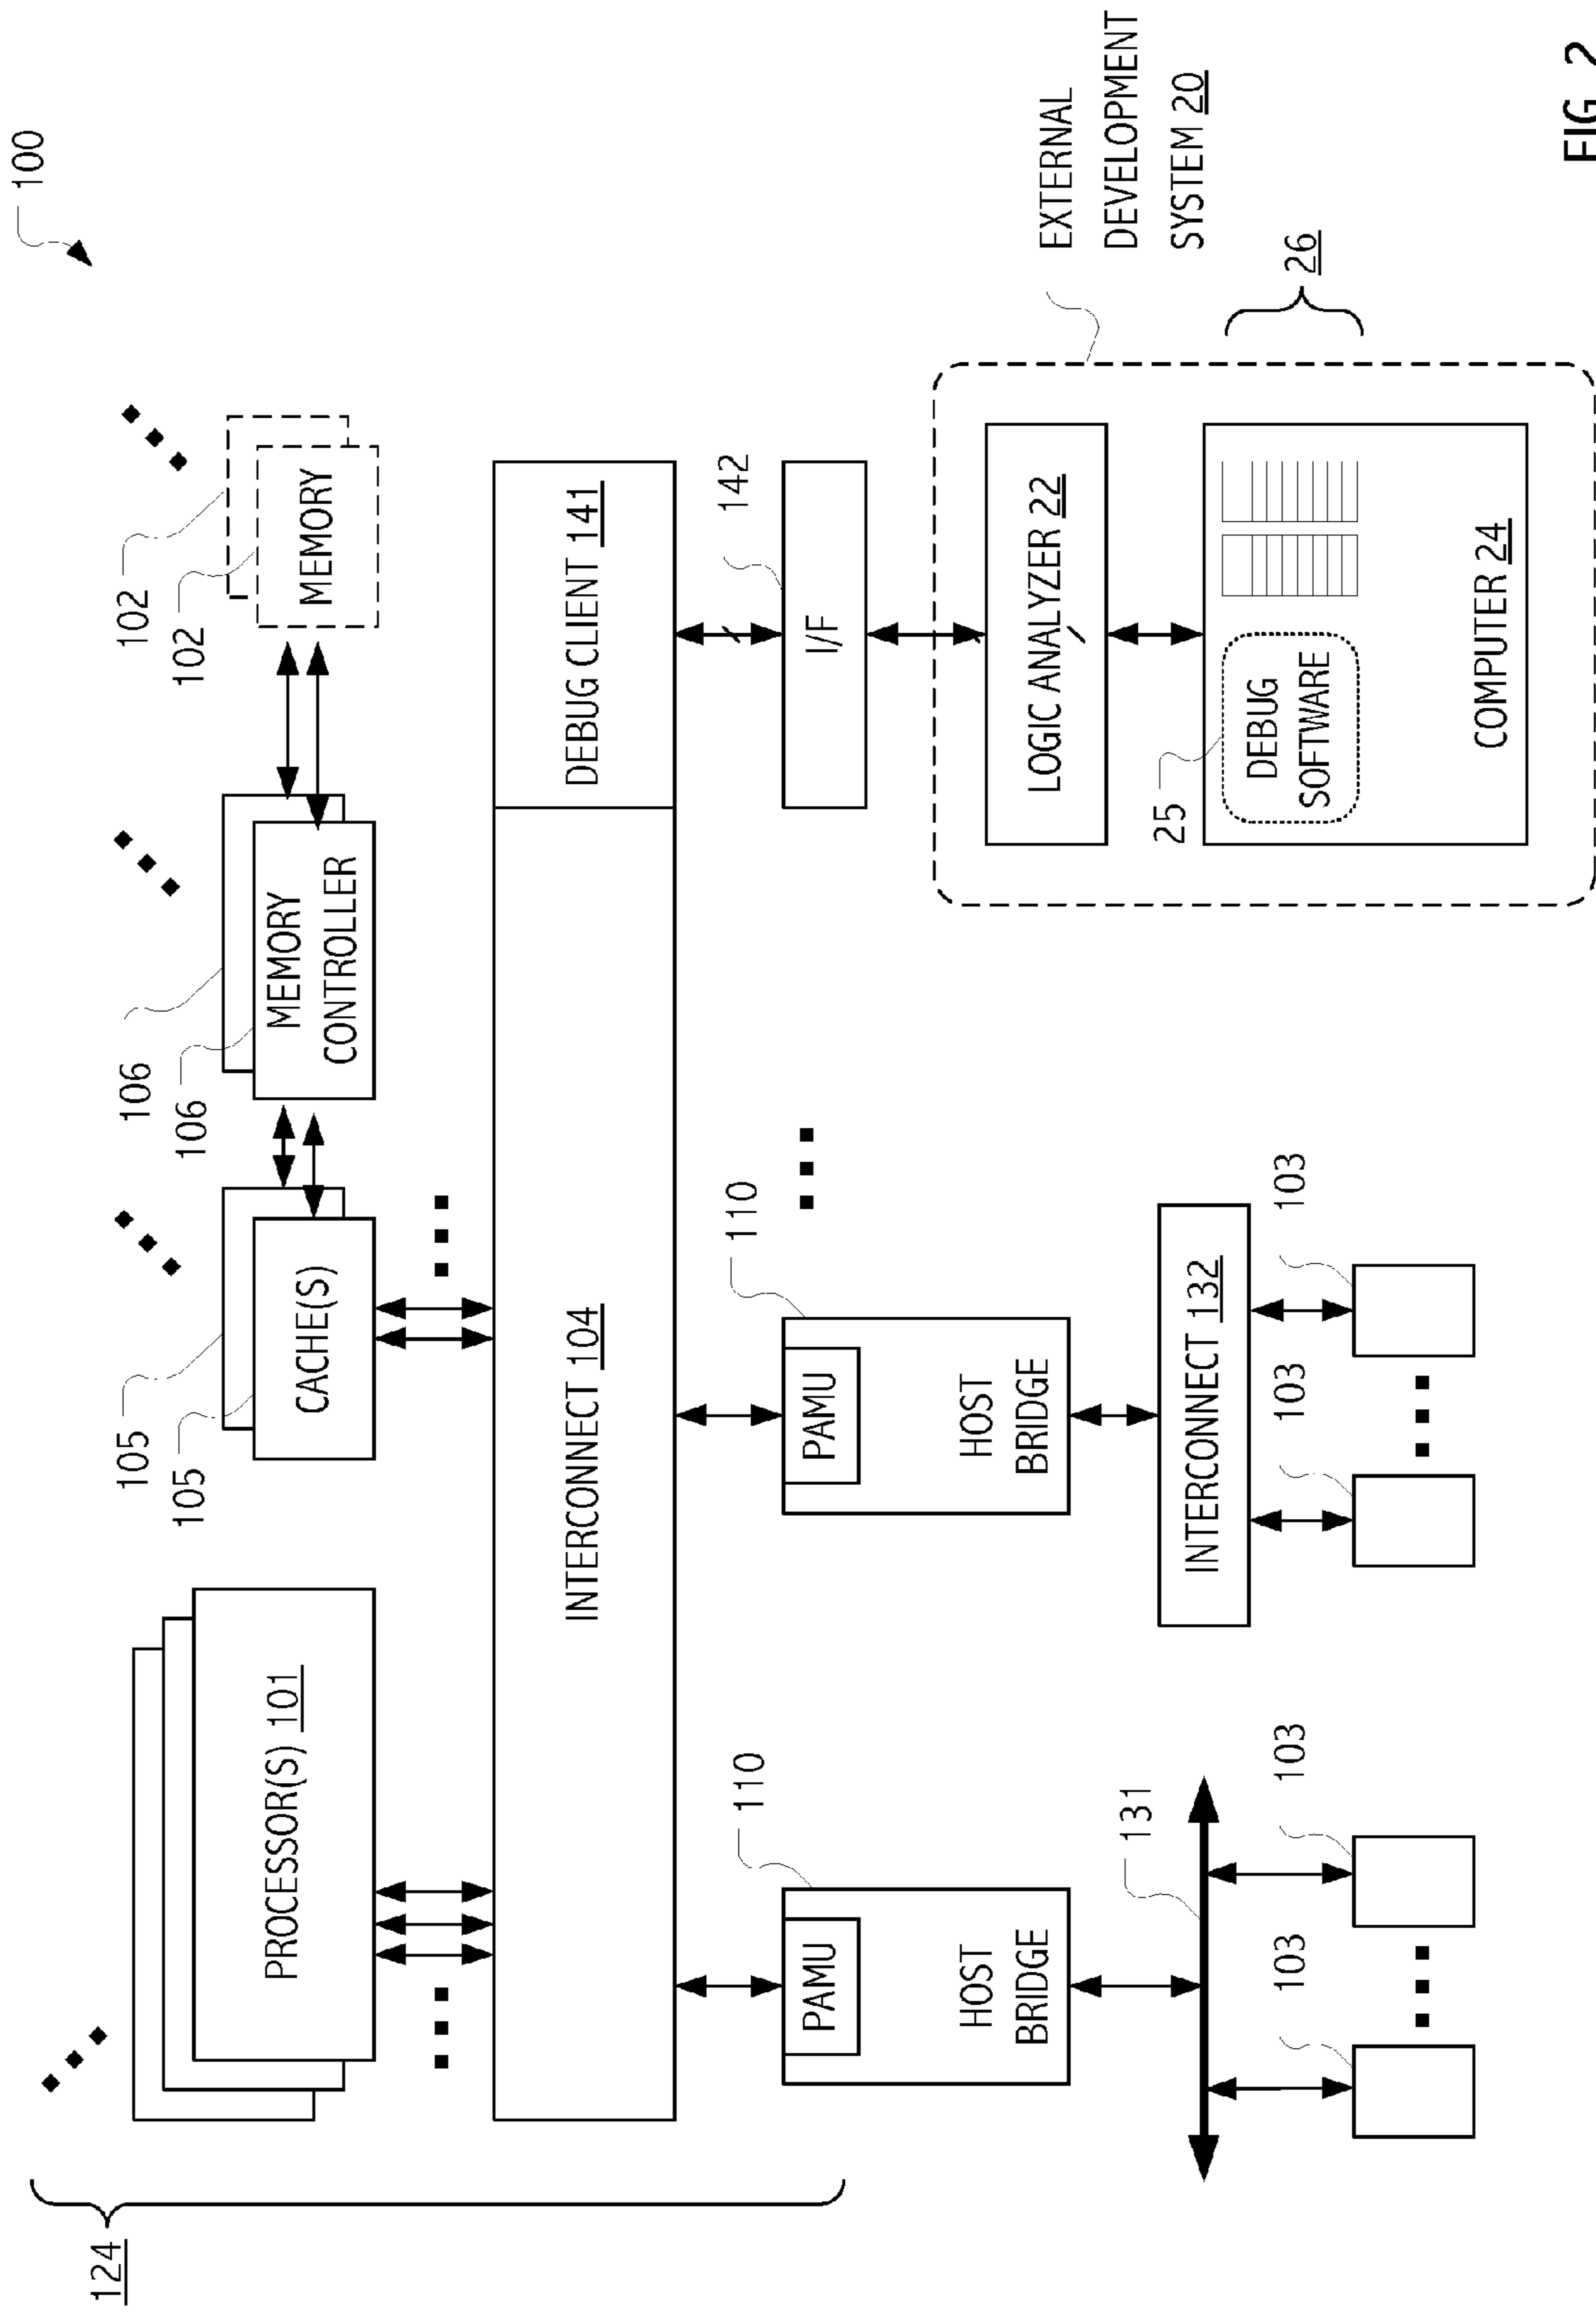 100
124
PROCESSOR(S) 101
105
105
CACHE(S)
106
106
MEMORY
CONTROLLER
102
102
MEMORY
INTERCONNECT 104
DEBUG CLIENT 141
110
PAMU
HOST
BRIDGE
110
PAMU
HOST
BRIDGE
142
I/F
EXTERNAL
DEVELOPMENT
SYSTEM 20
LOGIC ANALYZER 22
131
INTERCONNECT 132
25
DEBUG
SOFTWARE
26
COMPUTER 24
103
103
103
103
FIG. 2